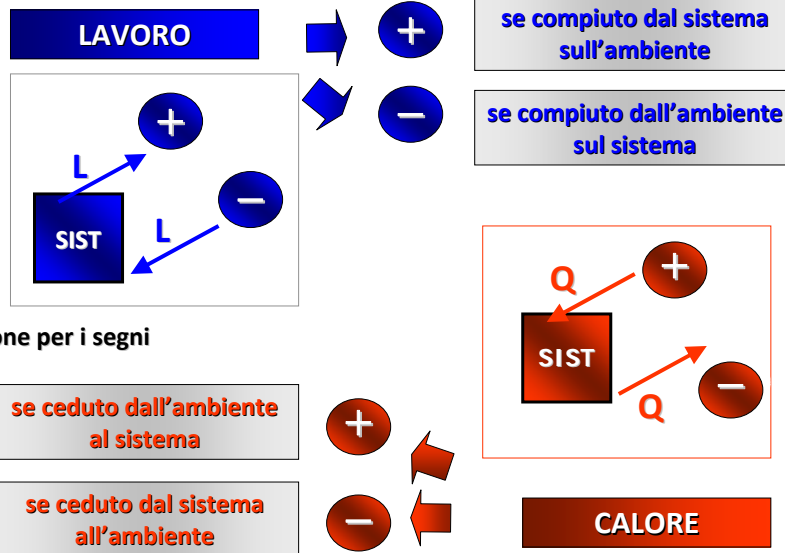 LAVORO
+
se compiuto dal sistema
sull'ambiente
−
se compiuto dall'ambiente
sul sistema
+
L
−
L
SIST
+
Q
SIST
−
Q
one per i segni
se ceduto dall'ambiente
al sistema
+
se ceduto dal sistema
all'ambiente
−
CALORE